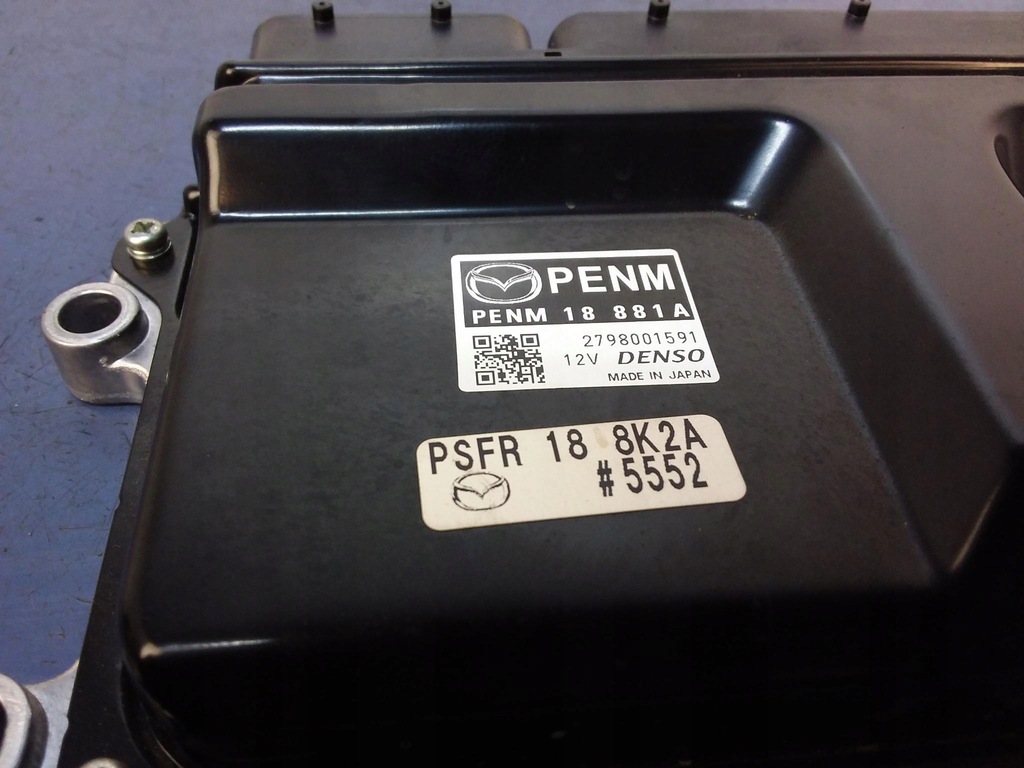 PENM
PENM 18 881A
2798001591
12V DENSO
MADE IN JAPAN
PSFR 18 8K2A
#5552